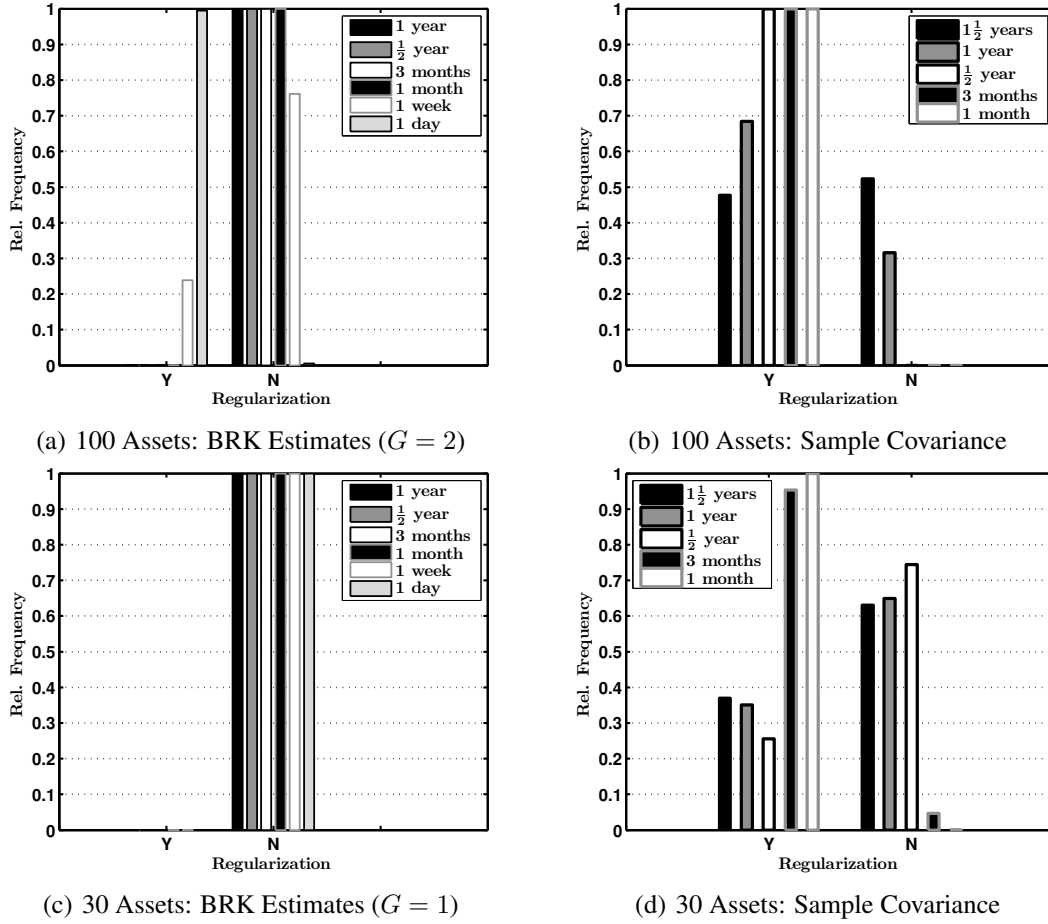 1
0.9
0.8
0.7
0.6
0.5
0.4
0.3
0.2
0.1
0
Rel. Frequency
Y
N
Regularization
1 year
1/2 year
3 months
1 month
1 week
1 day
(a) 100 Assets: BRK Estimates (G = 2)
1
0.9
0.8
0.7
0.6
0.5
0.4
0.3
0.2
0.1
0
Rel. Frequency
Y
N
Regularization
1 1/2 years
1 year
1/2 year
3 months
1 month
(b) 100 Assets: Sample Covariance
1
0.9
0.8
0.7
0.6
0.5
0.4
0.3
0.2
0.1
0
Rel. Frequency
Y
N
Regularization
1 year
1/2 year
3 months
1 month
1 week
1 day
(c) 30 Assets: BRK Estimates (G = 1)
1
0.9
0.8
0.7
0.6
0.5
0.4
0.3
0.2
0.1
0
Rel. Frequency
Y
N
Regularization
1 1/2 years
1 year
1/2 year
3 months
1 month
(d) 30 Assets: Sample Covariance